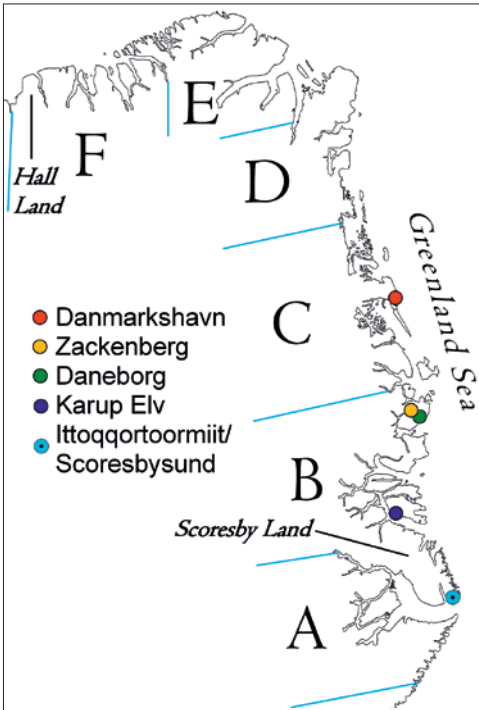 E
F
Hall
Land
D
Greenland Sea
C
Danmarkshavn
Zackenberg
Daneborg
Karup Elv
Ittoqqortoormiit/
Scoresbysund
B
Scoresby Land
A